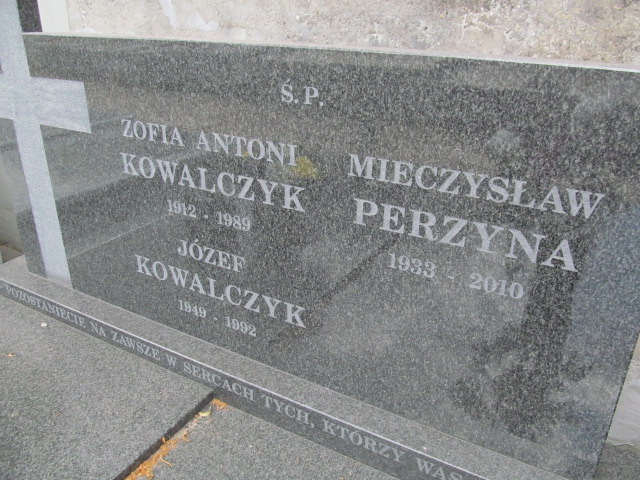 Ś.P.
ZOFIA ANTONI
KOWALCZYK
1912 - 1989
JÓZEF
KOWALCZYK
1949 - 1992
MIECZYSŁAW
PERZYNA
1933 - 2010
POZOSTANIECIE NA ZAWSZE W SERCACH TYCH, KTÓRZY WAS